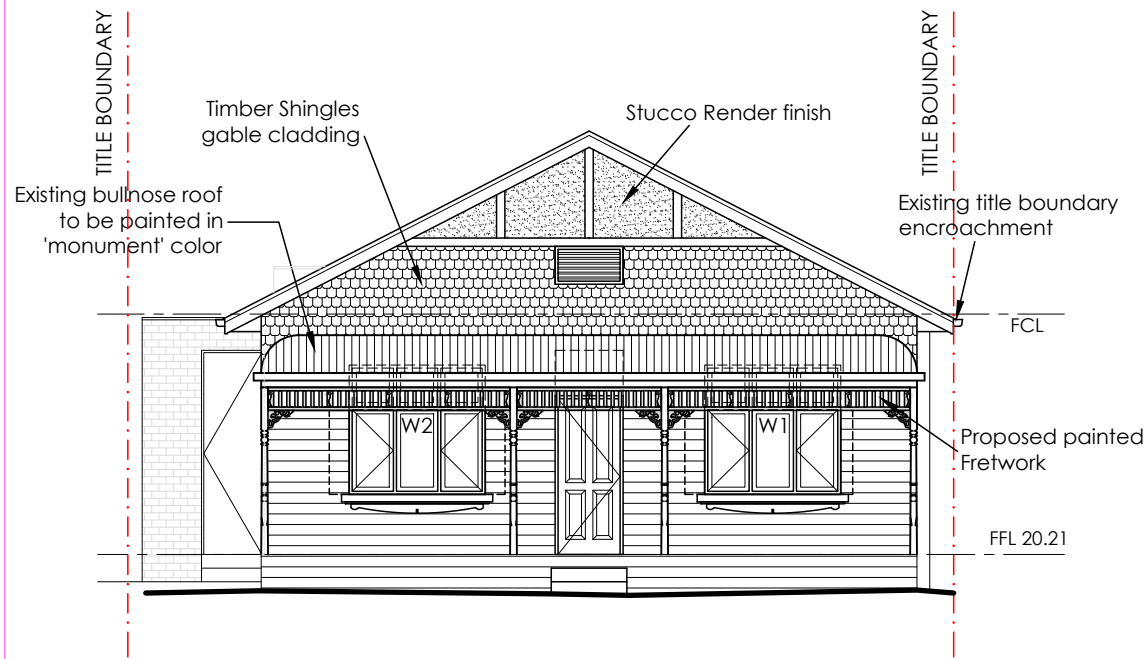 TITLE BOUNDARY
TITLE BOUNDARY
Timber Shingles
gable cladding
Stucco Render finish
Existing bullnose roof
to be painted in
'monument' color
Existing title boundary
encroachment
FCL
W2
W1
Proposed painted
Fretwork
FFL 20.21